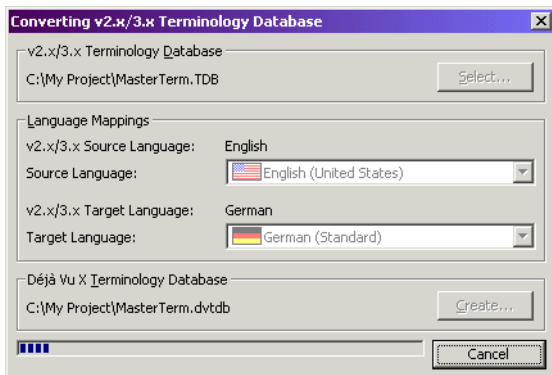 Converting v2.x/3.x Terminology Database
v2.x/3.x Terminology Database
C:\My Project\MasterTerm.TDB
Select...
Language Mappings
v2.x/3.x Source Language: English
Source Language: English (United States)
v2.x/3.x Target Language: German
Target Language: German (Standard)
Déjà Vu X Terminology Database
C:\My Project\MasterTerm.dvtdb
Create...
Cancel